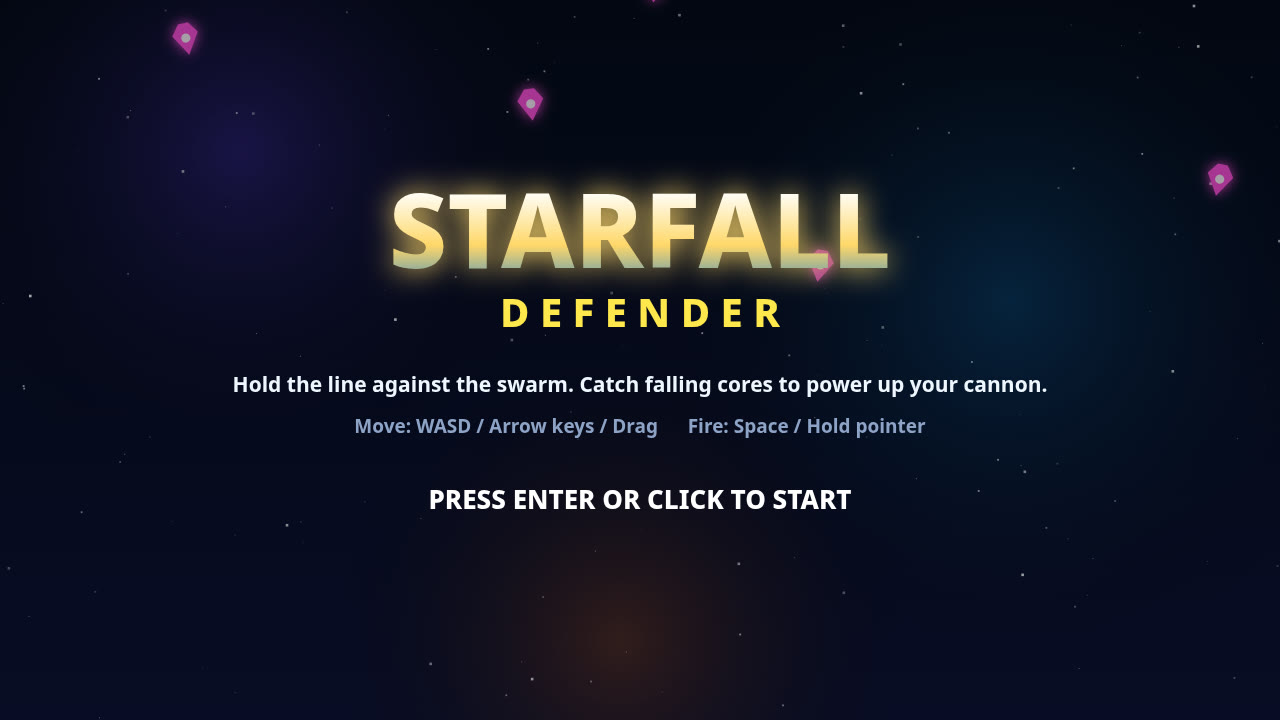 STARFALL
DEFENDER
Hold the line against the swarm. Catch falling cores to power up your cannon.
Move: WASD / Arrow keys / Drag Fire: Space / Hold pointer
PRESS ENTER OR CLICK TO START